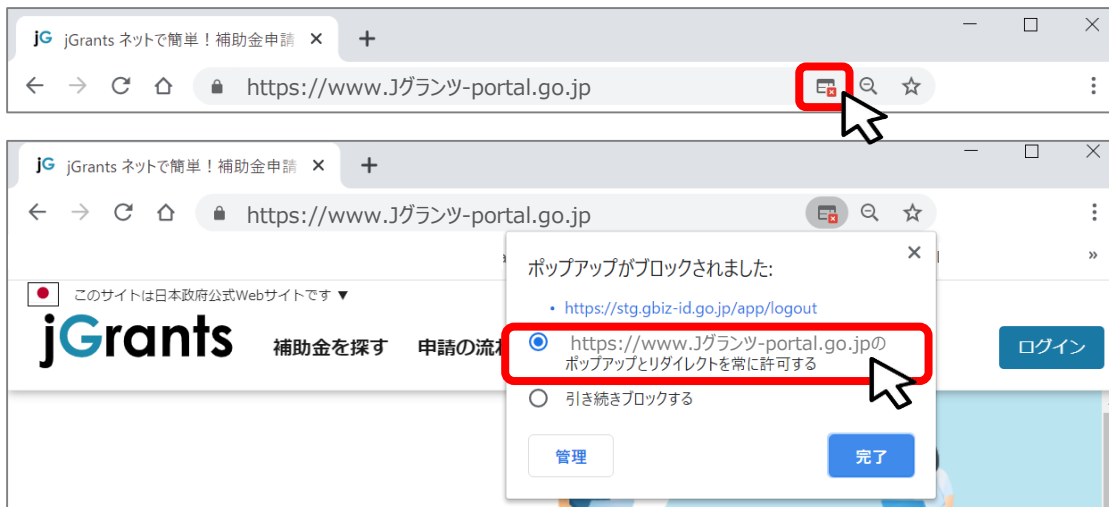 jG jGrants ネットで簡単！補助金申請
https://www.Jグランツ-portal.go.jp
jG jGrants ネットで簡単！補助金申請
https://www.Jグランツ-portal.go.jp
»
ポップアップがブロックされました:
このサイトは日本政府公式Webサイトです ▼
• https://stg.gbiz-id.go.jp/app/logout
jGrants 補助金を探す 申請の流れ
https://www.Jグランツ-portal.go.jpの
ポップアップとリダイレクトを常に許可する
ログイン
引き続きブロックする
管理 完了